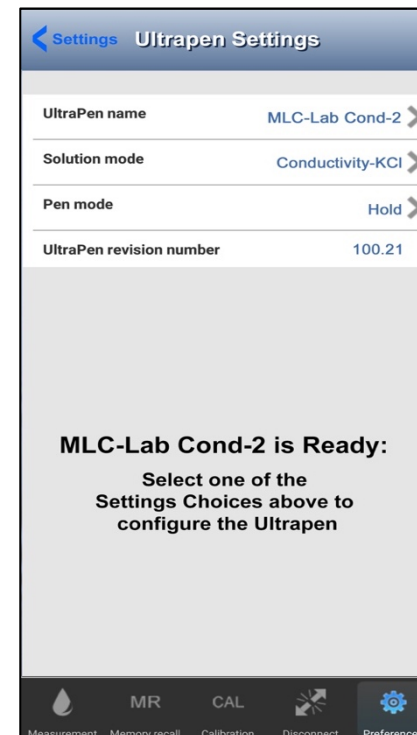 Settings Ultrapen Settings
UltraPen name MLC-Lab Cond-2
Solution mode Conductivity-KCl
Pen mode Hold
UltraPen revision number 100.21
MLC-Lab Cond-2 is Ready:
Select one of the
Settings Choices above to
configure the Ultrapen
MR CAL
Measurement Memory recall Calibration Disconnect Preference